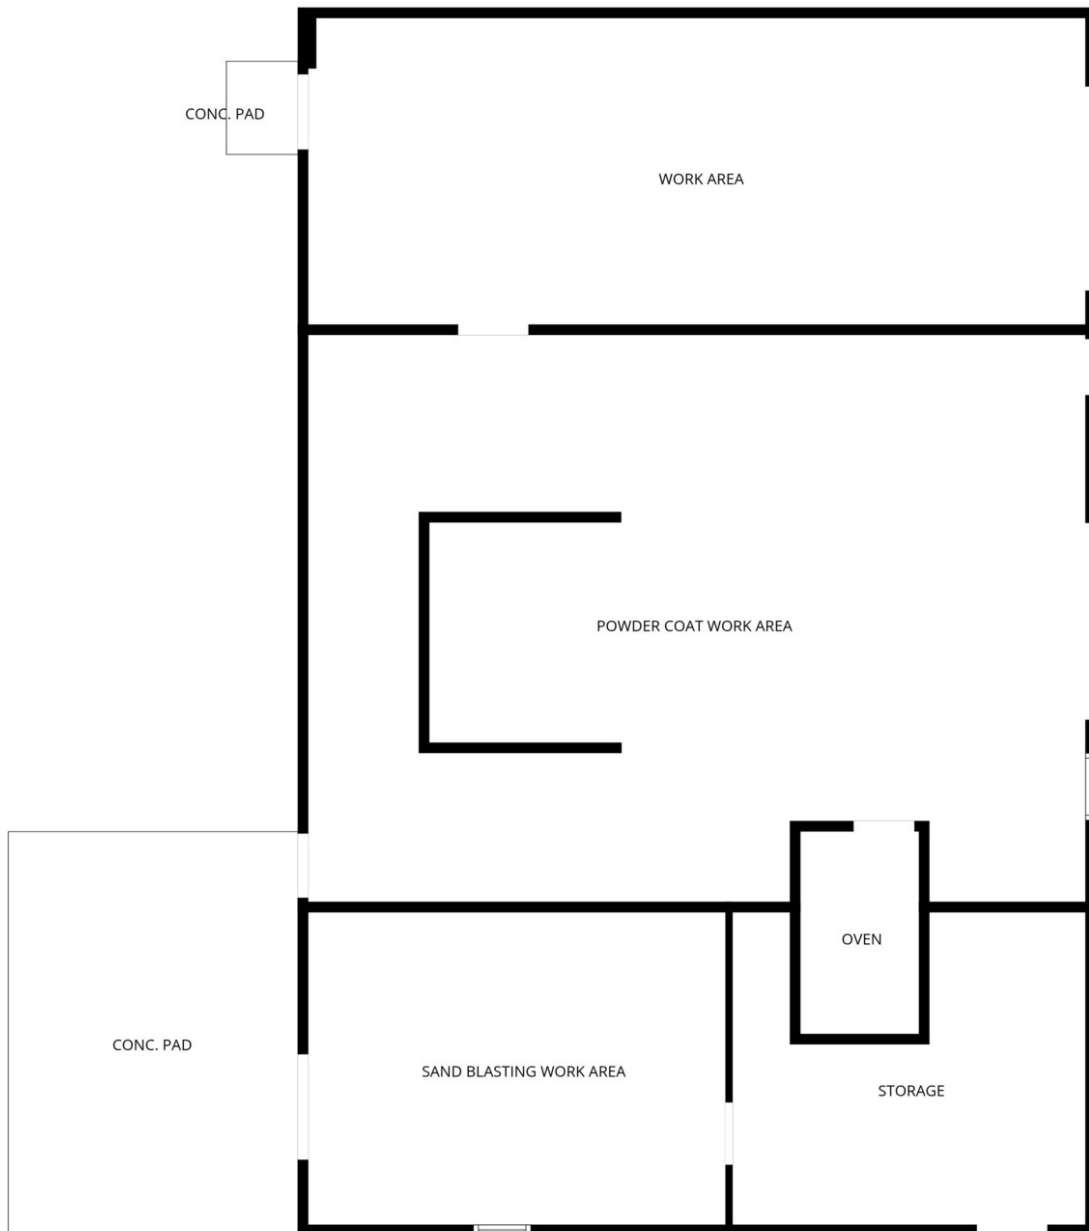 CONC. PAD
WORK AREA
POWDER COAT WORK AREA
OVEN
CONC. PAD
SAND BLASTING WORK AREA
STORAGE